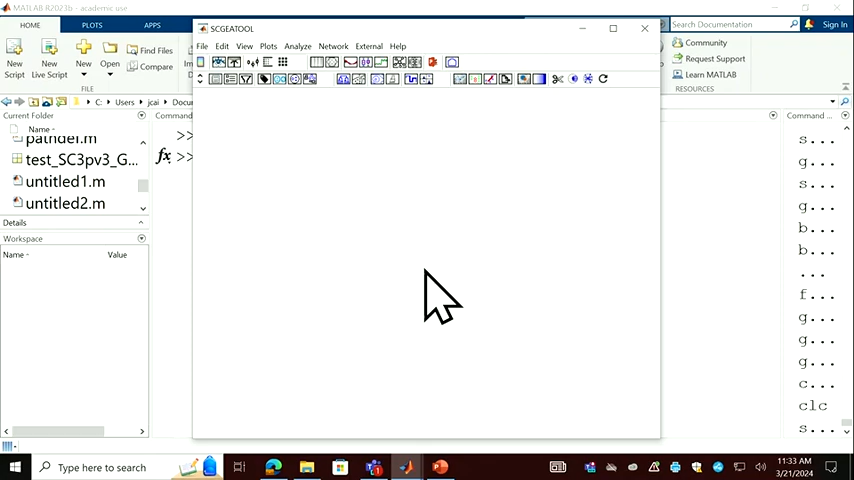 MATLAB R2023b - academic use
HOME
PLOTS
APPS
Search Documentation
Sign In
New
Script
New
Live Script
New
Open
Find Files
Compare
FILE
Community
Request Support
Learn MATLAB
RESOURCES
C:
Users
jcai
Docum
Current Folder
Name
pathdef.m
test_SC3pv3_G...
untitled1.m
untitled2.m
Details
Workspace
Name
Value
Comman
>>
fx >>
SCGEATOOL
File
Edit
View
Plots
Analyze
Network
External
Help
Command ...
s...
g...
s...
g...
b...
b...
...
f...
g...
g...
g...
c...
clc
s...
Type here to search
11:33 AM
3/21/2024